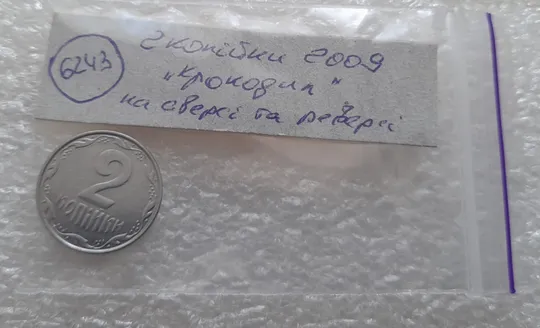 6243
2 копійки 2009
„Крокодил"
на аверсі та реверсі
2
КОПІЙКИ